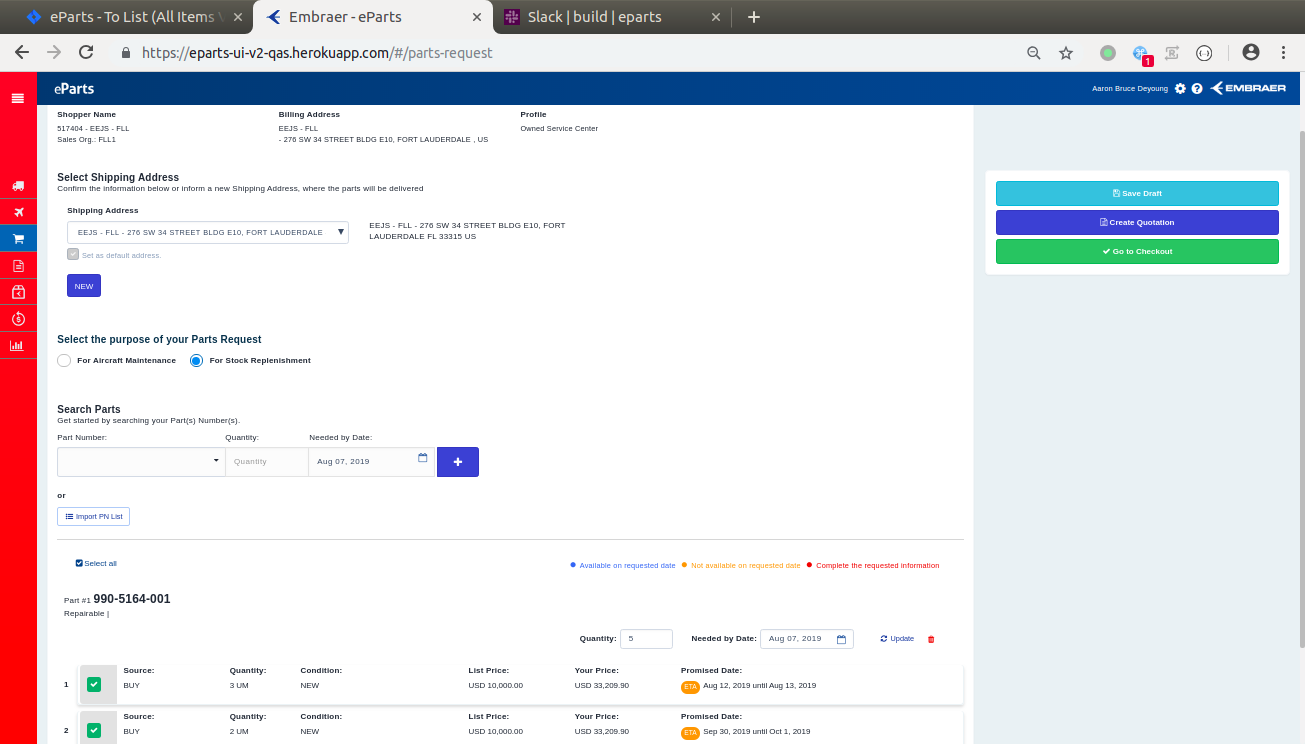 eParts - To List (All Items
Embraer - eParts
Slack | build | eparts
https://eparts-ui-v2-qas.herokuapp.com/#/parts-request
1
eParts
Aaron Bruce Deyoung
EMBRAER
Shopper Name
517404 - EEJS - FLL
Sales Org.: FLL1
Billing Address
EEJS - FLL
- 276 SW 34 STREET BLDG E10, FORT LAUDERDALE , US
Profile
Owned Service Center
Save Draft
Create Quotation
Go to Checkout
Select Shipping Address
Confirm the information below or inform a new Shipping Address, where the parts will be delivered
Shipping Address
EEJS - FLL - 276 SW 34 STREET BLDG E10, FORT LAUDERDALE
EEJS - FLL - 276 SW 34 STREET BLDG E10, FORT
LAUDERDALE FL 33315 US
Set as default address.
NEW
Select the purpose of your Parts Request
For Aircraft Maintenance
For Stock Replenishment
Search Parts
Get started by searching your Part(s) Number(s).
Part Number: Quantity: Needed by Date:
Quantity Aug 07, 2019 +
or
Import PN List
Select all
Available on requested date Not available on requested date Complete the requested information
Part #1 990-5164-001
Repairable |
Quantity: 5 Needed by Date: Aug 07, 2019 Update
Source: Quantity: Condition: List Price: Your Price: Promised Date:
1 BUY 3 UM NEW USD 10,000.00 USD 33,209.90 ETA Aug 12, 2019 until Aug 13, 2019
Source: Quantity: Condition: List Price: Your Price: Promised Date:
2 BUY 2 UM NEW USD 10,000.00 USD 33,209.90 ETA Sep 30, 2019 until Oct 1, 2019